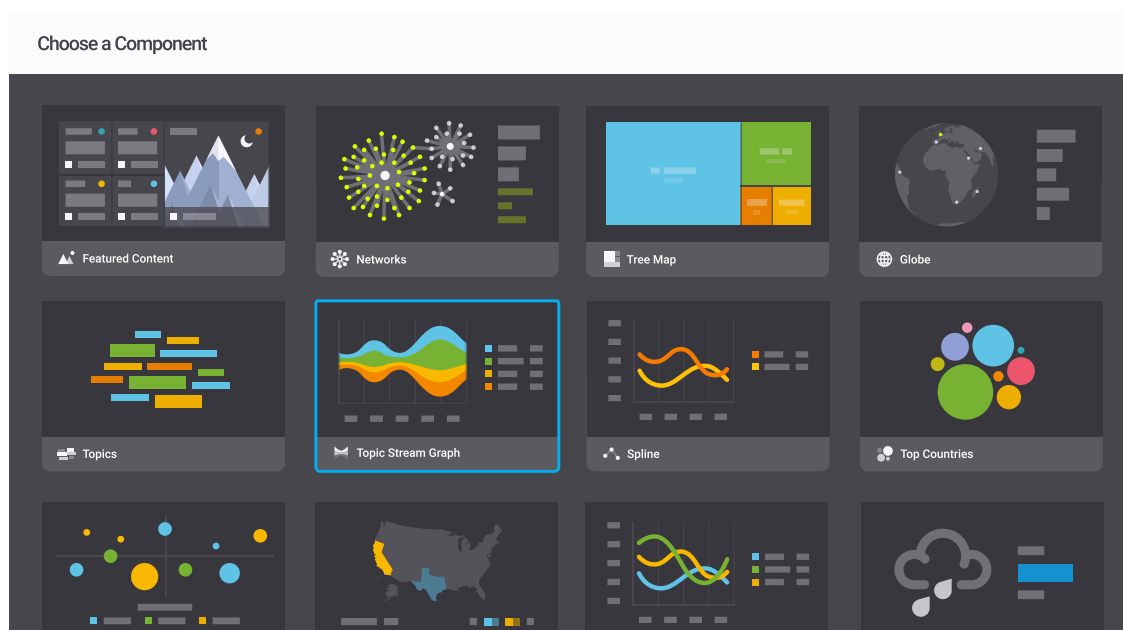 Choose a Component
Featured Content
Networks
Tree Map
Globe
Topics
Topic Stream Graph
Spline
Top Countries